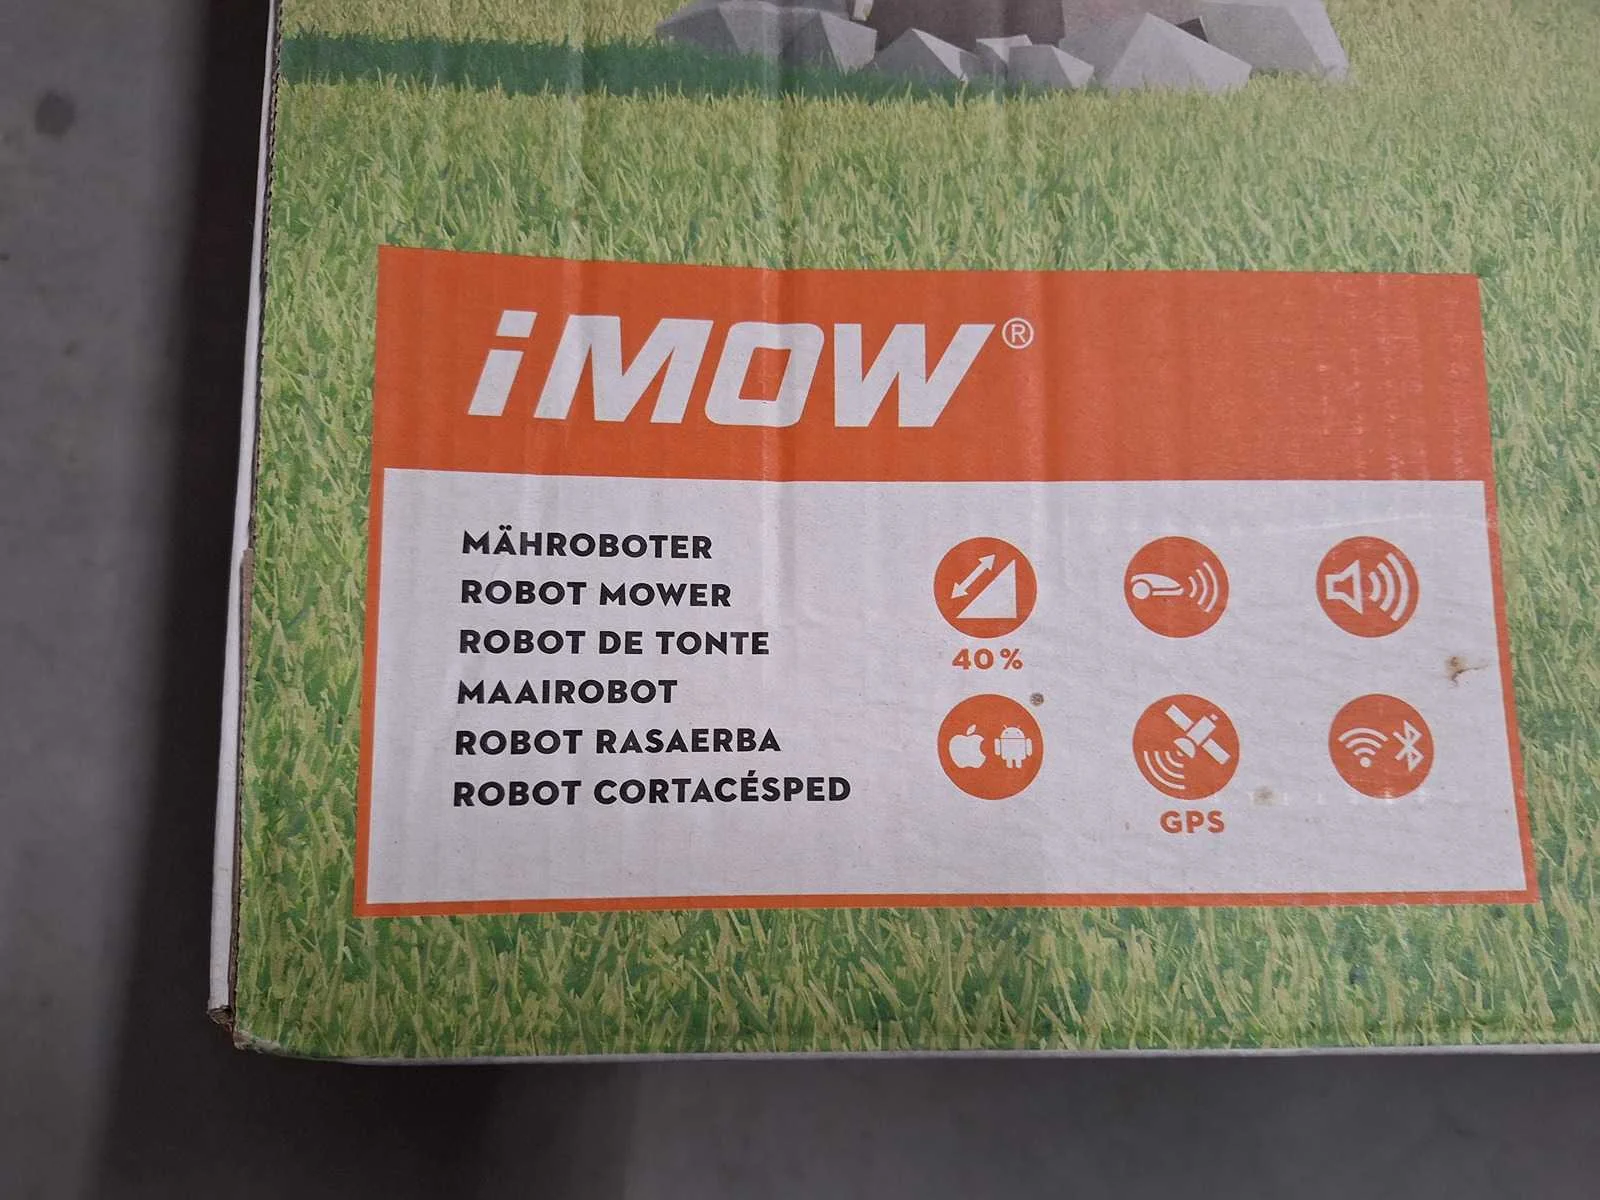 iMOW®
MÄHROBOTER
ROBOT MOWER
ROBOT DE TONTE
MAAIROBOT
ROBOT RASAERBA
ROBOT CORTACÉSPED
40%
GPS